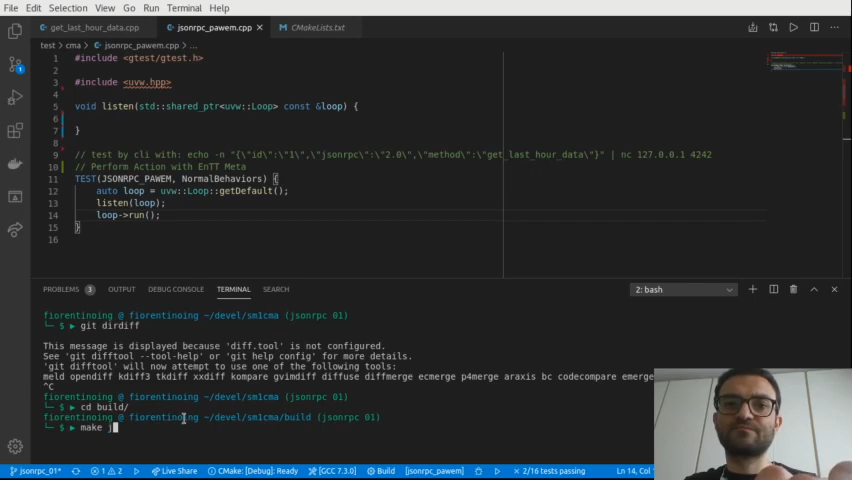 File Edit Selection View Go Run Terminal Help
get_last_hour_data.cpp jsonrpc_pawem.cpp CMakeLists.txt
test > cma > jsonrpc_pawem.cpp > ...
1 #include <gtest/gtest.h>
2
3 #include <uvw.hpp>
4
5 void listen(std::shared_ptr<uvw::Loop> const &loop) {
6
7 }
8
9 // test by cli with: echo -n "{\"id\":\"1\",\"jsonrpc\":\"2.0\",\"method\":\"get_last_hour_data\"}" | nc 127.0.0.1 4242
10 // Perform Action with EnTT Meta
11 TEST(JSONRPC_PAWEM, NormalBehaviors) {
12 auto loop = uvw::Loop::getDefault();
13 listen(loop);
14 loop->run();
15 }
16
PROBLEMS 3 OUTPUT DEBUG CONSOLE TERMINAL SEARCH 2: bash
fiorentinoing @ fiorentinoing ~/devel/sm1cma (jsonrpc 01)
└─ $ ▶ git dirdiff
This message is displayed because 'diff.tool' is not configured.
See 'git difftool --tool-help' or 'git help config' for more details.
'git difftool' will now attempt to use one of the following tools:
meld opendiff kdiff3 tkdiff xxdiff kompare gvimdiff diffuse diffmerge ecmerge p4merge araxis bc codecompare emerge
^C
fiorentinoing @ fiorentinoing ~/devel/sm1cma (jsonrpc 01)
└─ $ ▶ cd build/
fiorentinoing @ fiorentinoing ~/devel/sm1cma/build (jsonrpc 01)
└─ $ ▶ make j
jsonrpc_01* 1 2 Live Share CMake: [Debug]: Ready [GCC 7.3.0] Build [jsonrpc_pawem] 2/16 tests passing Ln 14, Col